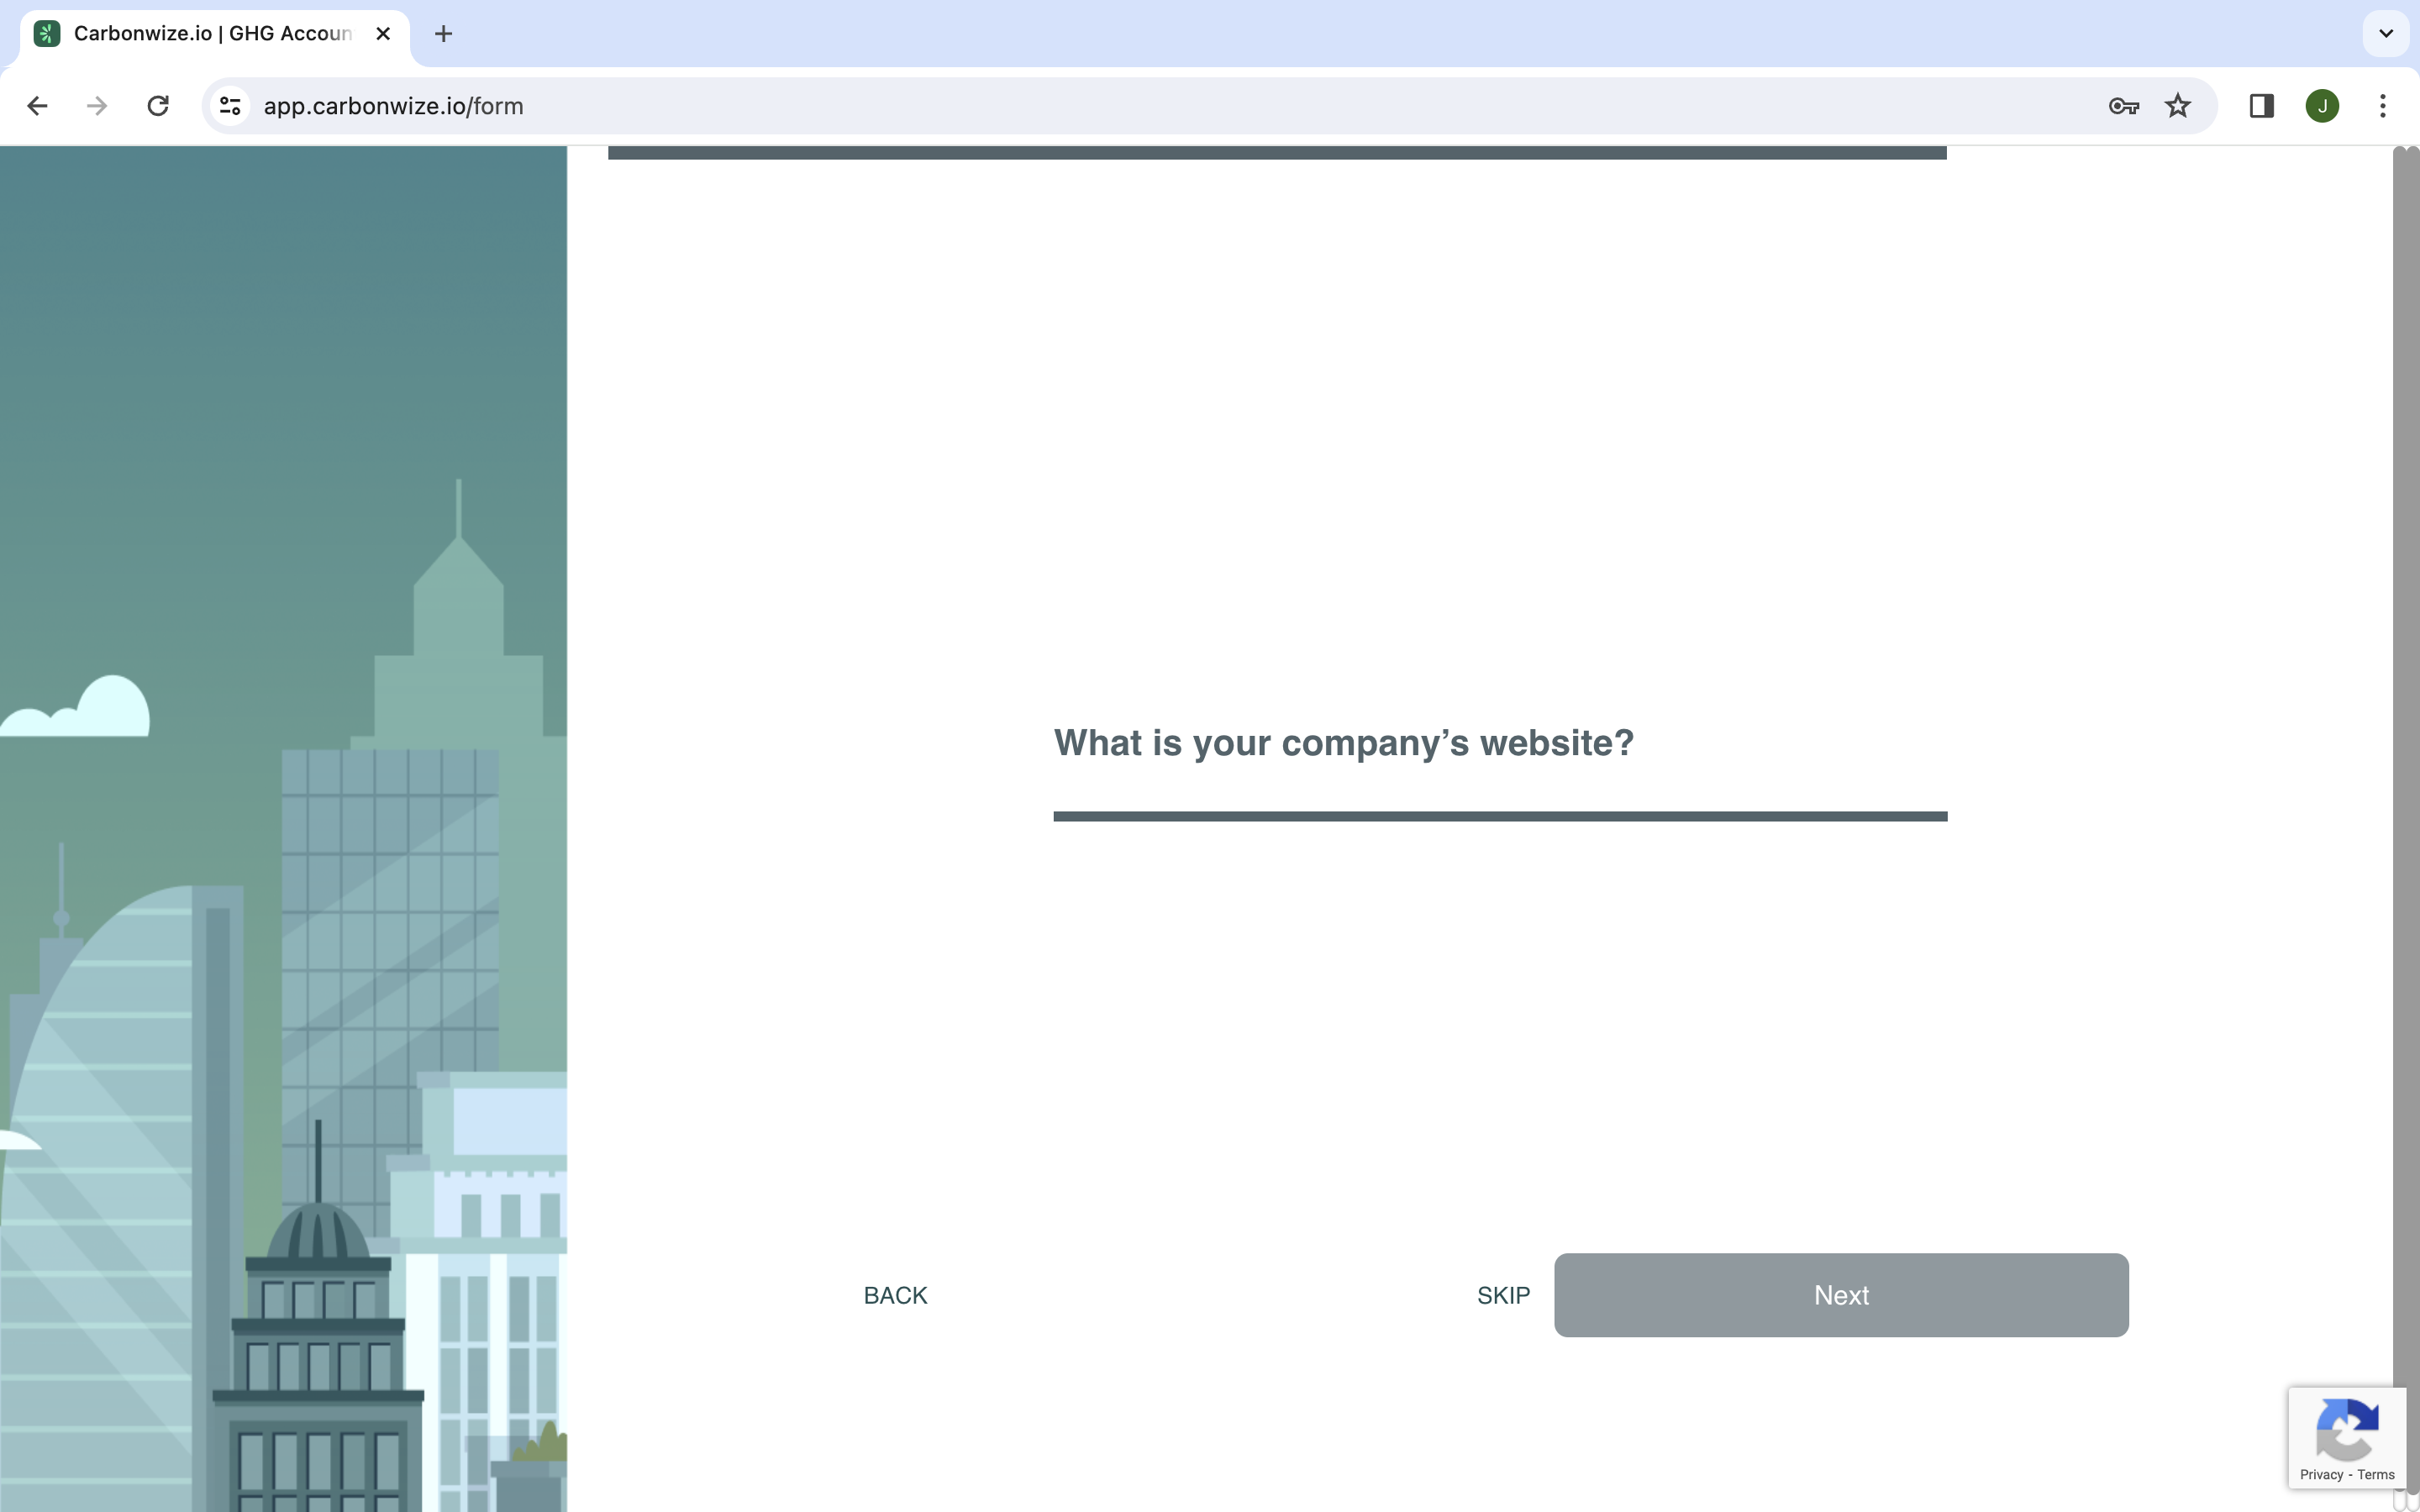 Carbonwize.io | GHG Accoun
app.carbonwize.io/form
J
What is your company’s website?
BACK
SKIP
Next
Privacy - Terms